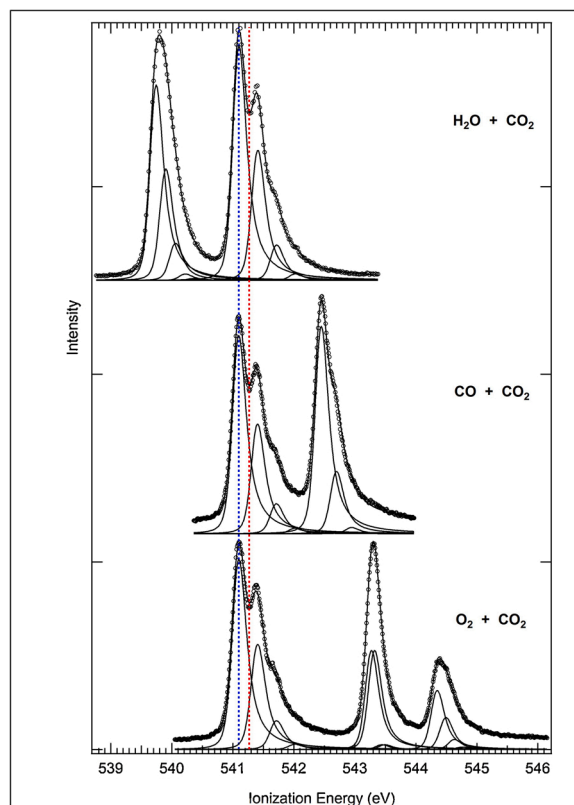 H₂O + CO₂
Intensity
CO + CO₂
O₂ + CO₂
539 540 541 542 543 544 545 546
Ionization Energy (eV)